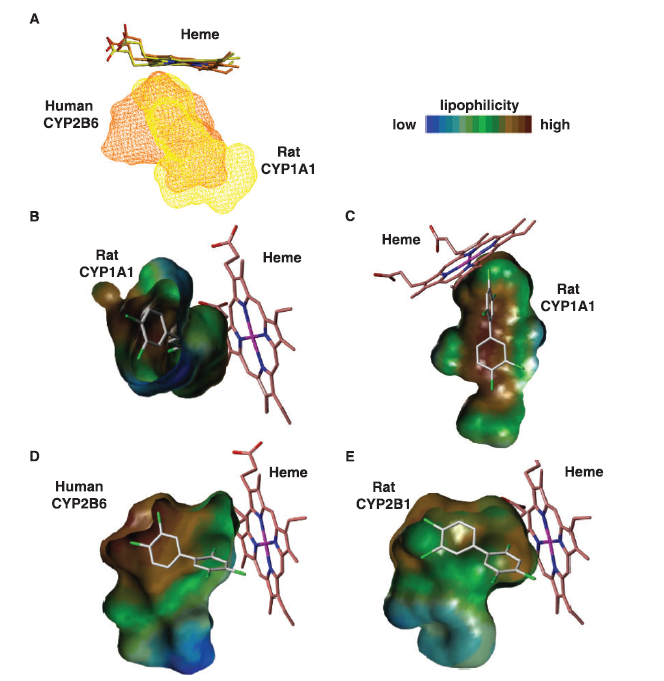 A
Heme
Human
CYP2B6
Rat
CYP1A1
lipophilicity
low
high
B
Rat
CYP1A1
Heme
C
Heme
Rat
CYP1A1
D
Human
CYP2B6
Heme
E
Rat
CYP2B1
Heme